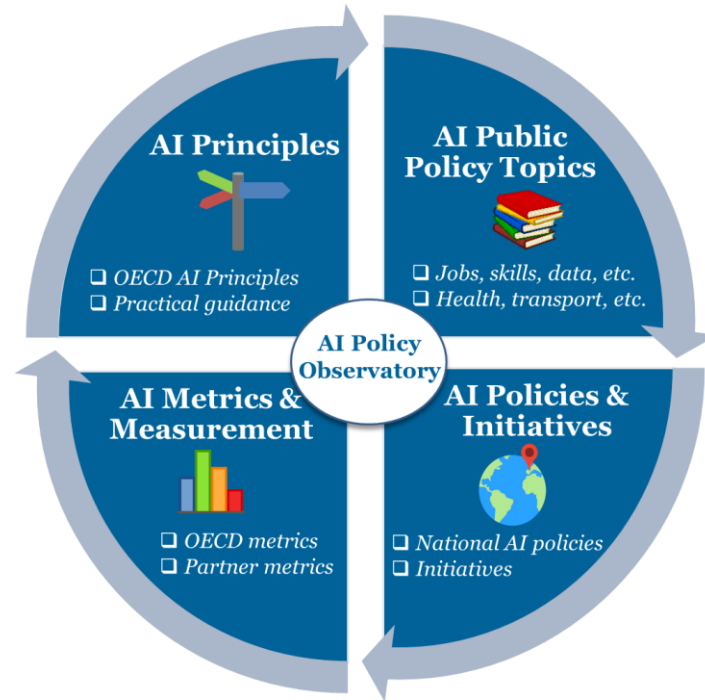 AI Principles
❑ OECD AI Principles
❑ Practical guidance
AI Public
Policy Topics
❑ Jobs, skills, data, etc.
❑ Health, transport, etc.
AI Policy
Observatory
AI Metrics &
Measurement
❑ OECD metrics
❑ Partner metrics
AI Policies &
Initiatives
❑ National AI policies
❑ Initiatives